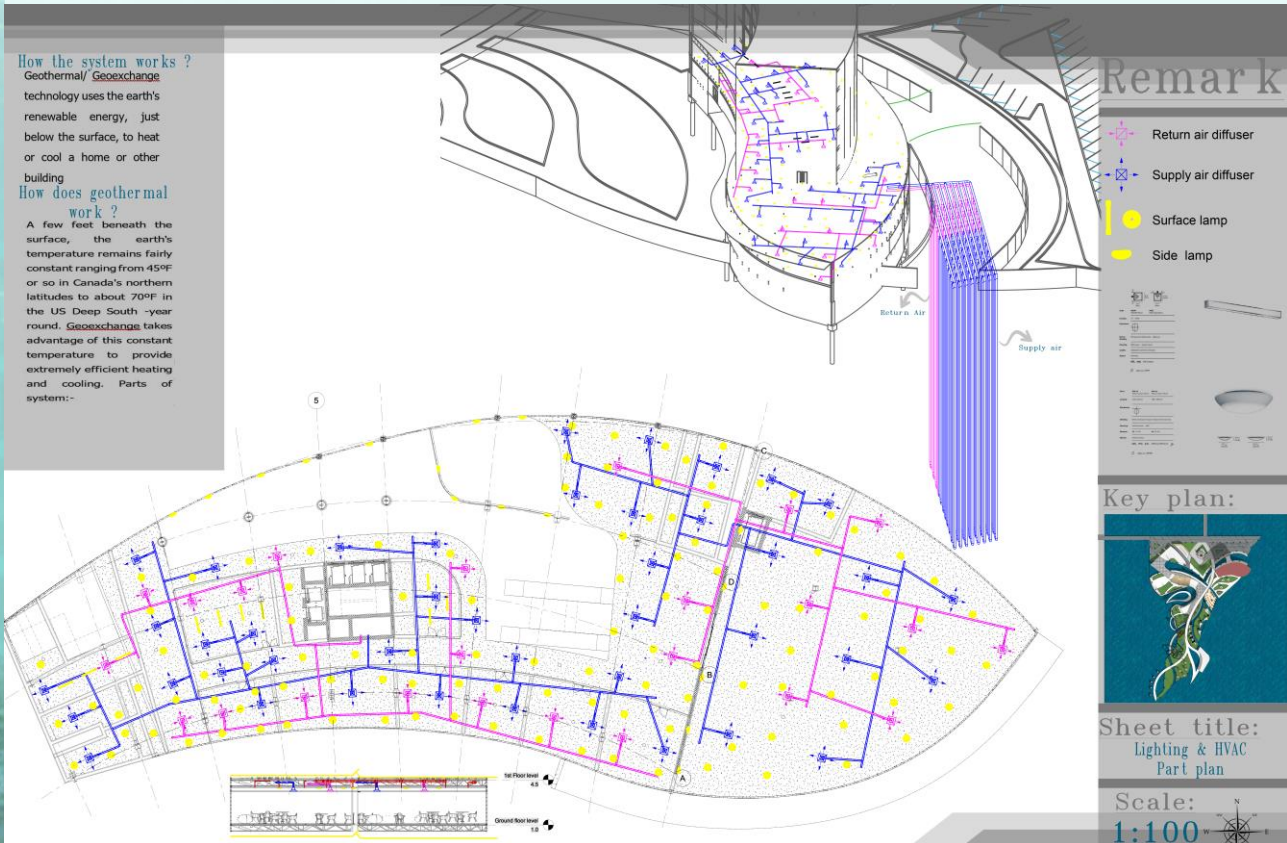 How the system works ?
Geothermal/ Geoexchange
technology uses the earth's
renewable energy, just
below the surface, to heat
or cool a home or other
building
How does geothermal
work ?
A few feet beneath the
surface, the earth's
temperature remains fairly
constant ranging from 45ºF
or so in Canada's northern
latitudes to about 70ºF in
the US Deep South -year
round. Geoexchange takes
advantage of this constant
temperature to provide
extremely efficient heating
and cooling. Parts of
system:-
Return Air
Supply air
5
C
D
B
A
1st Floor level
4.5
Ground floor level
1.0
Remark
Return air diffuser
Supply air diffuser
Surface lamp
Side lamp
Key plan:
Sheet title:
Lighting & HVAC
Part plan
Scale:
1:100
N
W
E